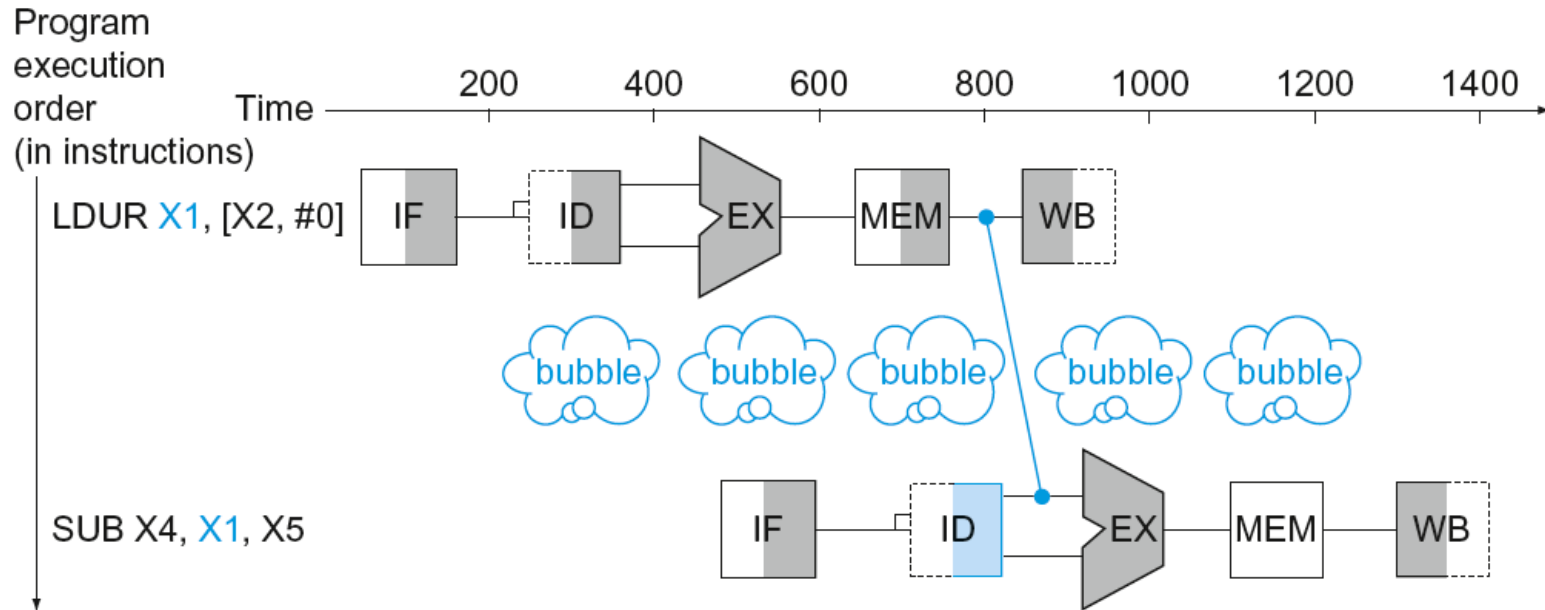 Program
execution
order
(in instructions)
Time
200 400 600 800 1000 1200 1400
LDUR X1, [X2, #0]
IF ID EX MEM WB
bubble bubble bubble bubble bubble
SUB X4, X1, X5
IF ID EX MEM WB